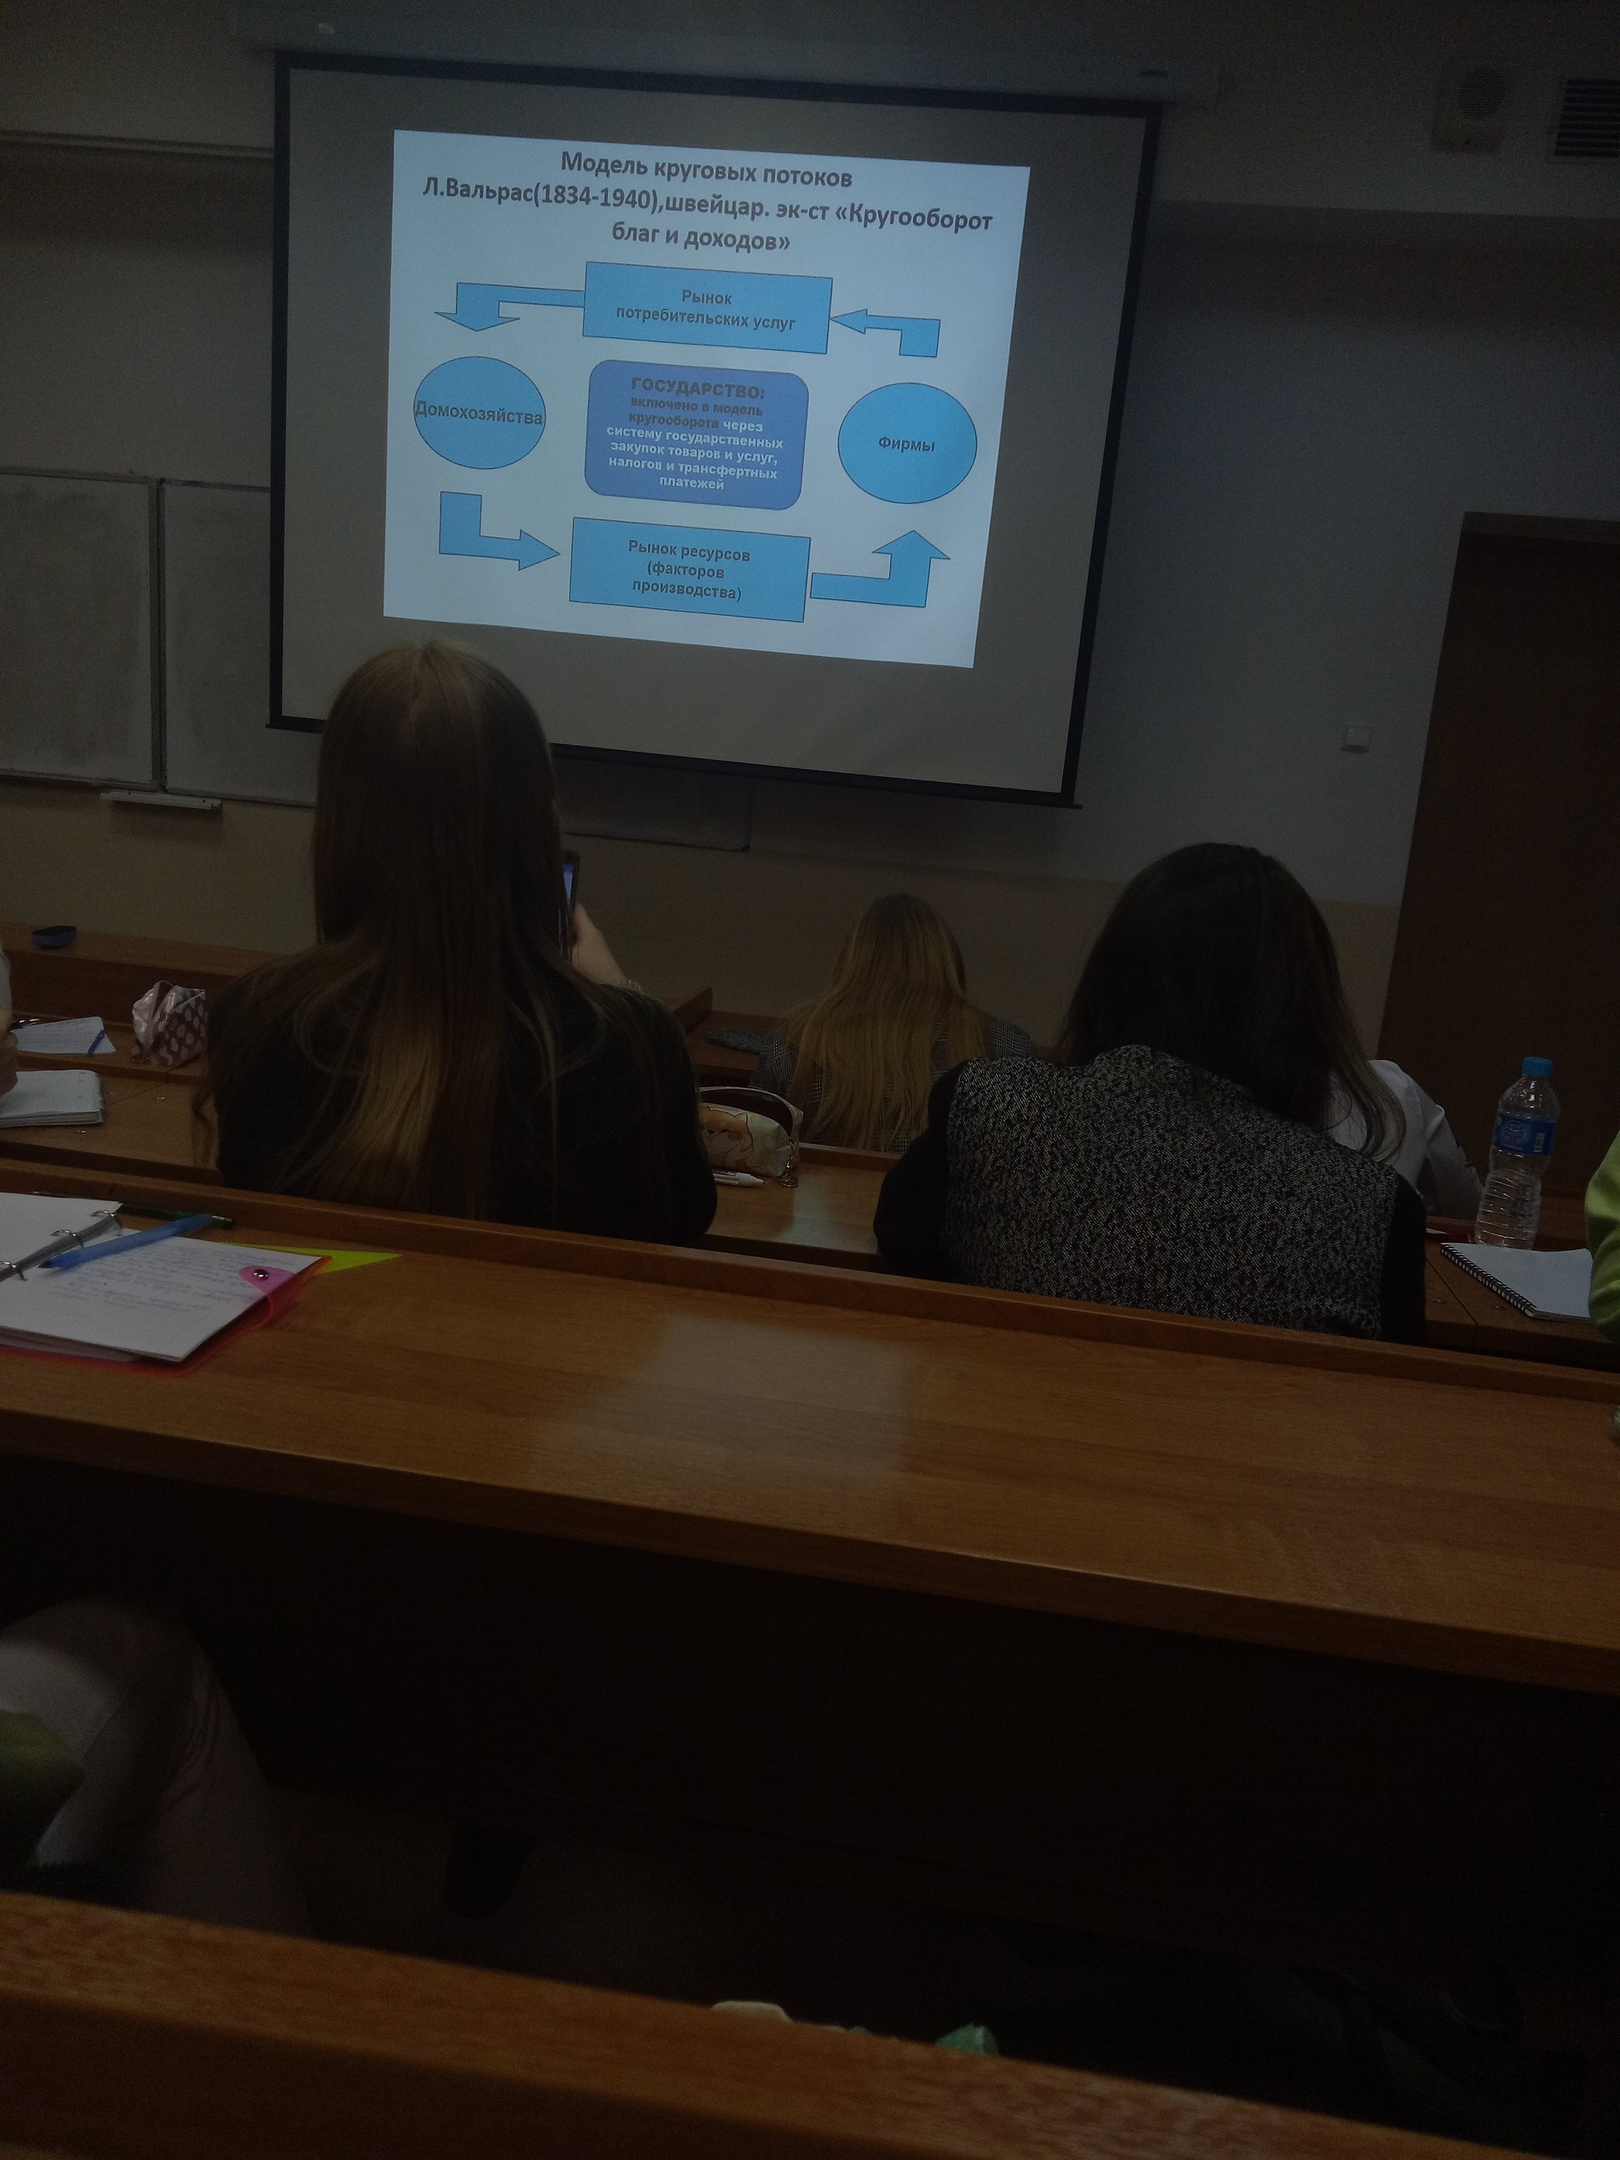 Модель круговых потоков
Л.Вальрас(1834-1940),швейцар. эк-ст «Кругооборот
благ и доходов»
Рынок
потребительских услуг
Домохозяйства
ГОСУДАРСТВО:
включено в модель
кругооборота через
систему государственных
закупок товаров и услуг,
налогов и трансфертных
платежей
Фирмы
Рынок ресурсов
(факторов
производства)